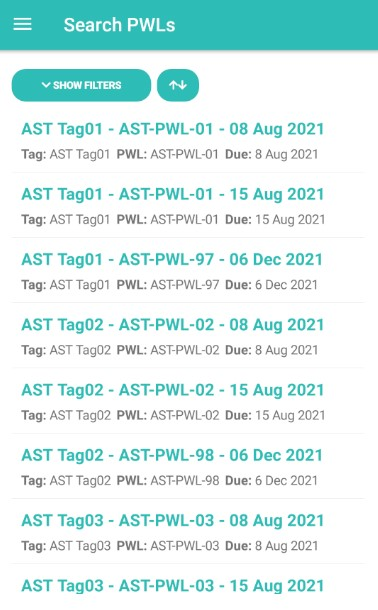 Search PWLs
SHOW FILTERS
AST Tag01 - AST-PWL-01 - 08 Aug 2021
Tag: AST Tag01 PWL: AST-PWL-01 Due: 8 Aug 2021
AST Tag01 - AST-PWL-01 - 15 Aug 2021
Tag: AST Tag01 PWL: AST-PWL-01 Due: 15 Aug 2021
AST Tag01 - AST-PWL-97 - 06 Dec 2021
Tag: AST Tag01 PWL: AST-PWL-97 Due: 6 Dec 2021
AST Tag02 - AST-PWL-02 - 08 Aug 2021
Tag: AST Tag02 PWL: AST-PWL-02 Due: 8 Aug 2021
AST Tag02 - AST-PWL-02 - 15 Aug 2021
Tag: AST Tag02 PWL: AST-PWL-02 Due: 15 Aug 2021
AST Tag02 - AST-PWL-98 - 06 Dec 2021
Tag: AST Tag02 PWL: AST-PWL-98 Due: 6 Dec 2021
AST Tag03 - AST-PWL-03 - 08 Aug 2021
Tag: AST Tag03 PWL: AST-PWL-03 Due: 8 Aug 2021
AST Tag03 - AST-PWL-03 - 15 Aug 2021